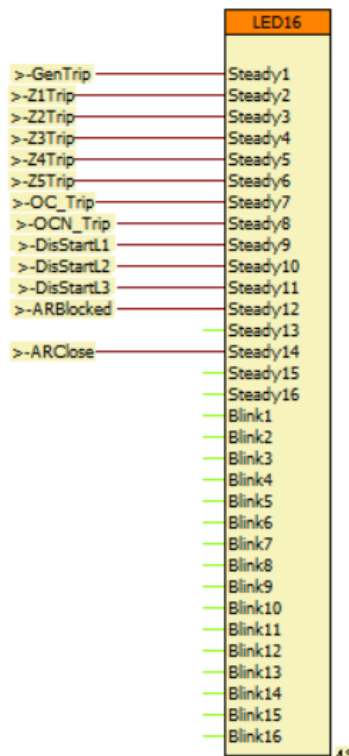 LED16
>-GenTrip Steady1
>-Z1Trip Steady2
>-Z2Trip Steady3
>-Z3Trip Steady4
>-Z4Trip Steady5
>-Z5Trip Steady6
>-OC_Trip Steady7
>-OCN_Trip Steady8
>-DisStartL1 Steady9
>-DisStartL2 Steady10
>-DisStartL3 Steady11
>-ARBlocked Steady12
Steady13
>-ARClose Steady14
Steady15
Steady16
Blink1
Blink2
Blink3
Blink4
Blink5
Blink6
Blink7
Blink8
Blink9
Blink10
Blink11
Blink12
Blink13
Blink14
Blink15
Blink16